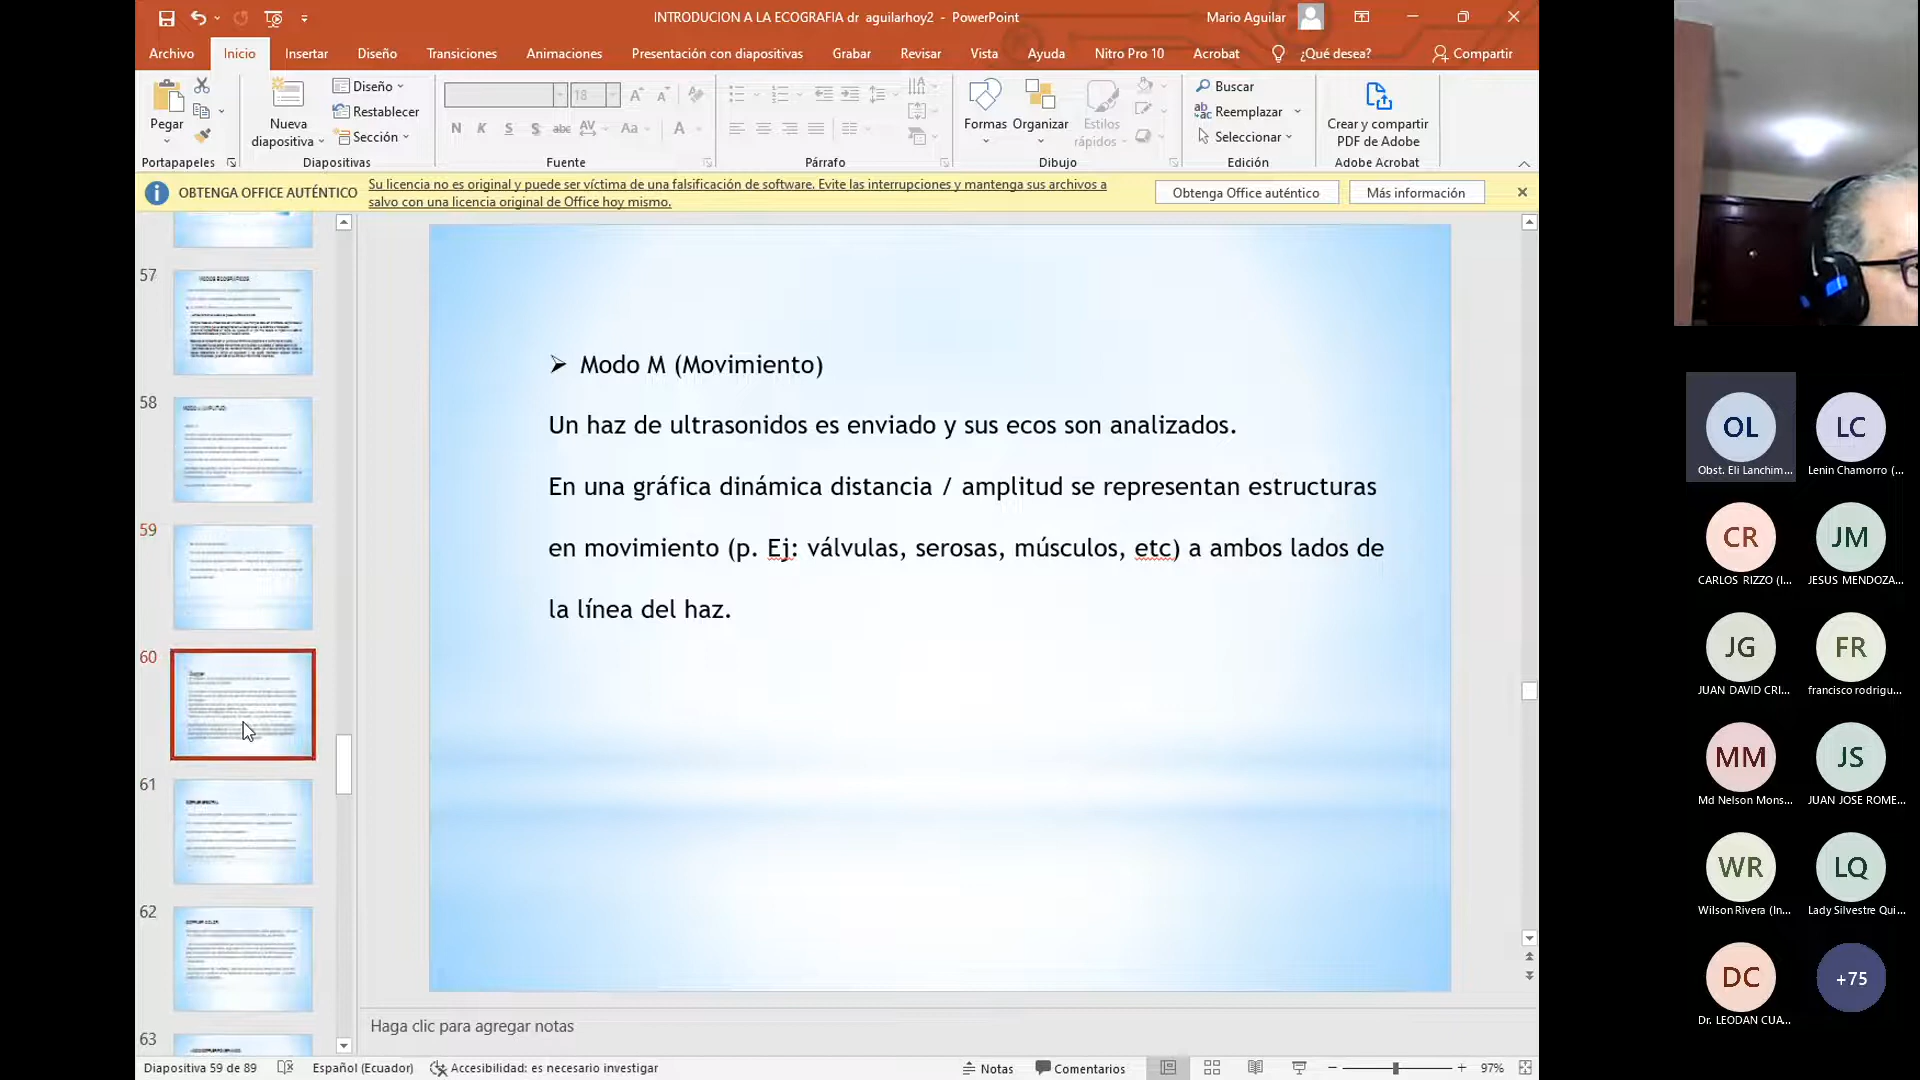 INTRODUCION A LA ECOGRAFIA dr aguilarhoy2 - PowerPoint
Mario Aguilar
Archivo
Inicio
Insertar
Diseño
Transiciones
Animaciones
Presentación con diapositivas
Grabar
Revisar
Vista
Ayuda
Nitro Pro 10
Acrobat
¿Qué desea?
Compartir
Pegar
Portapapeles
Nueva
diapositiva
Diseño
Restablecer
Sección
Diapositivas
18
N K S S abc AV Aa A
Fuente
Párrafo
Formas
Organizar
Estilos
rápidos
Dibujo
Buscar
Reemplazar
Seleccionar
Edición
Crear y compartir
PDF de Adobe
Adobe Acrobat
OBTENGA OFFICE AUTÉNTICO
Su licencia no es original y puede ser víctima de una falsificación de software. Evite las interrupciones y mantenga sus archivos a
salvo con una licencia original de Office hoy mismo.
Obtenga Office auténtico
Más información
57
58
59
60
61
62
63
➢ Modo M (Movimiento)
Un haz de ultrasonidos es enviado y sus ecos son analizados.
En una gráfica dinámica distancia / amplitud se representan estructuras
en movimiento (p. Ej: válvulas, serosas, músculos, etc) a ambos lados de
la línea del haz.
Haga clic para agregar notas
Diapositiva 59 de 89
Español (Ecuador)
Accesibilidad: es necesario investigar
Notas
Comentarios
97%
OL
Obst. Eli Lanchim...
LC
Lenin Chamorro (...
CR
CARLOS RIZZO (I...
JM
JESUS MENDOZA...
JG
JUAN DAVID CRI...
FR
francisco rodrigu...
MM
Md Nelson Mons...
JS
JUAN JOSE ROME...
WR
Wilson Rivera (In...
LQ
Lady Silvestre Qui...
DC
Dr. LEODAN CUA...
+75